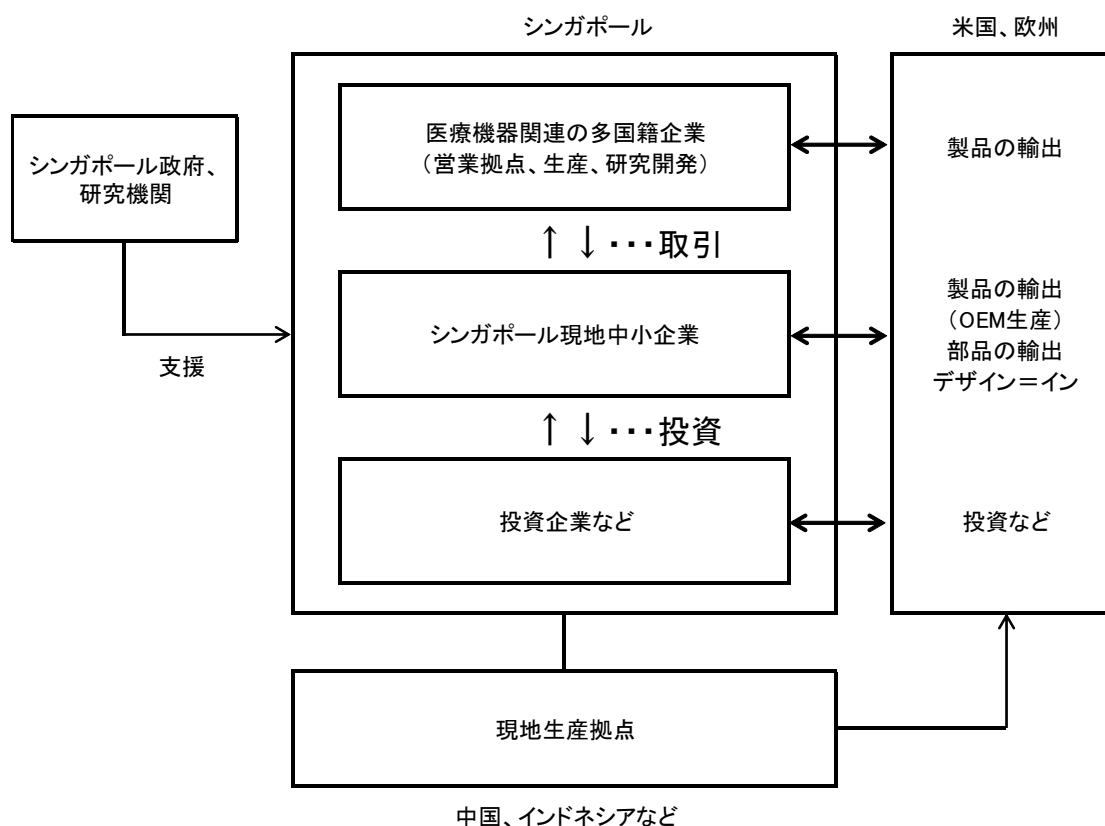 シンガポール
米国、欧州
シンガポール政府、
研究機関
支援
医療機器関連の多国籍企業
（営業拠点、生産、研究開発）
↑ ↓・・・取引
シンガポール現地中小企業
↑ ↓・・・投資
投資企業など
製品の輸出
製品の輸出
（OEM生産）
部品の輸出
デザイン＝イン
投資など
現地生産拠点
中国、インドネシアなど